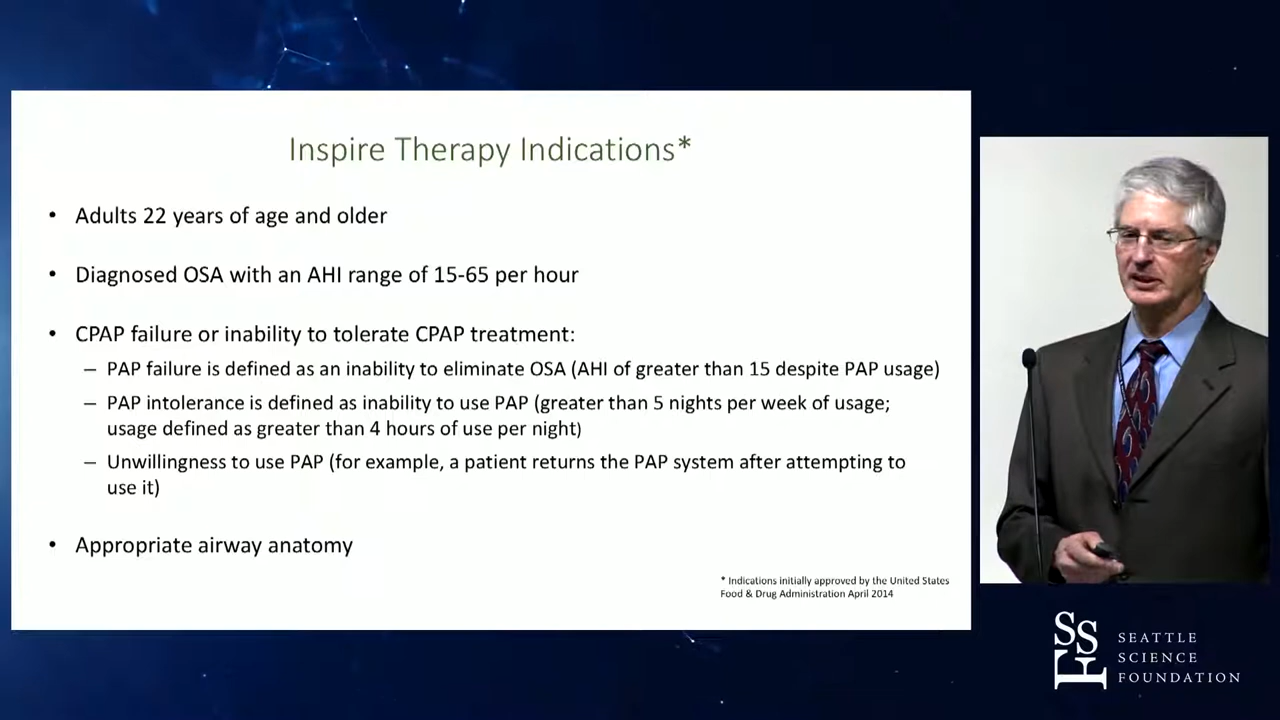 Inspire Therapy Indications*
• Adults 22 years of age and older
• Diagnosed OSA with an AHI range of 15-65 per hour
• CPAP failure or inability to tolerate CPAP treatment:
– PAP failure is defined as an inability to eliminate OSA (AHI of greater than 15 despite PAP usage)
– PAP intolerance is defined as inability to use PAP (greater than 5 nights per week of usage;
usage defined as greater than 4 hours of use per night)
– Unwillingness to use PAP (for example, a patient returns the PAP system after attempting to
use it)
• Appropriate airway anatomy
* Indications initially approved by the United States
Food & Drug Administration April 2014
SSF
SEATTLE
SCIENCE
FOUNDATION